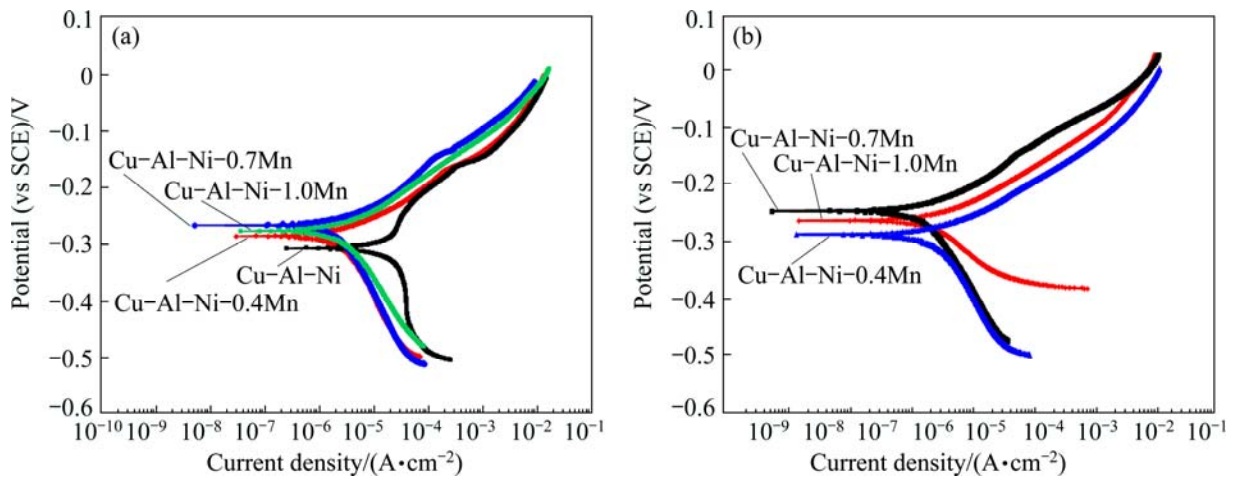 (a)
0.1
0
−0.1
−0.2
−0.3
−0.4
−0.5
−0.6
Potential (vs SCE)/V
Cu−Al−Ni−0.7Mn
Cu−Al−Ni−1.0Mn
Cu−Al−Ni
Cu−Al−Ni−0.4Mn
10⁻¹⁰ 10⁻⁹ 10⁻⁸ 10⁻⁷ 10⁻⁶ 10⁻⁵ 10⁻⁴ 10⁻³ 10⁻² 10⁻¹
Current density/(A•cm⁻²)
(b)
0.1
0
−0.1
−0.2
−0.3
−0.4
−0.5
−0.6
Potential (vs SCE)/V
Cu−Al−Ni−0.7Mn
Cu−Al−Ni−1.0Mn
Cu−Al−Ni−0.4Mn
10⁻⁹ 10⁻⁸ 10⁻⁷ 10⁻⁶ 10⁻⁵ 10⁻⁴ 10⁻³ 10⁻² 10⁻¹
Current density/(A•cm⁻²)